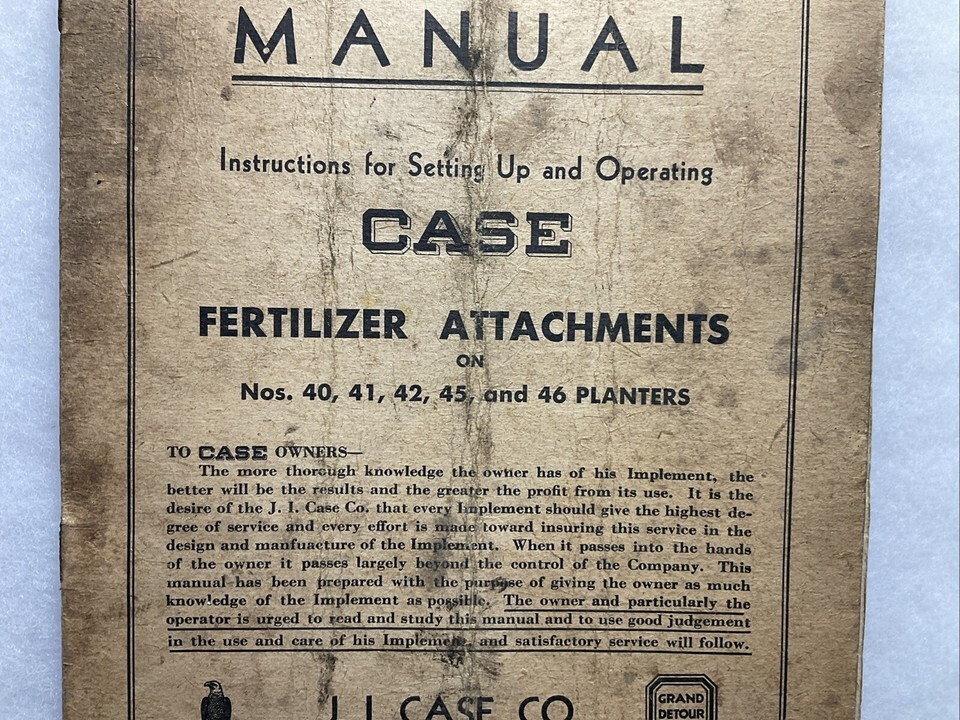 MANUAL
Instructions for Setting Up and Operating
CASE
FERTILIZER ATTACHMENTS
ON
Nos. 40, 41, 42, 45, and 46 PLANTERS
TO CASE OWNERS—
The more thorough knowledge the owner has of his Implement, the
better will be the results and the greater the profit from its use. It is the
desire of the J. I. Case Co. that every Implement should give the highest de-
gree of service and every effort is made toward insuring this service in the
design and manfuacture of the Implement. When it passes into the hands
of the owner it passes largely beyond the control of the Company. This
manual has been prepared with the purpose of giving the owner as much
knowledge of the Implement as possible. The owner and particularly the
operator is urged to read and study this manual and to use good judgement
in the use and care of his Implement, and satisfactory service will follow.
J. I. CASE CO.
GRAND
DETOUR